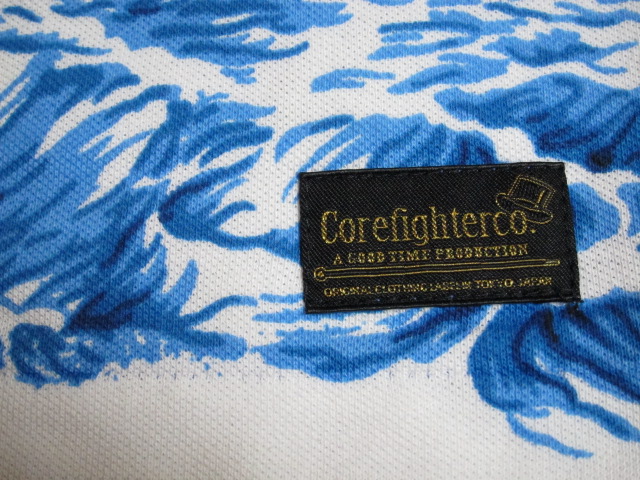 Corefighterco.
A GOOD TIME PRODUCTION
ORIGINAL CLOTHING LABEL IN TOKYO JAPAN